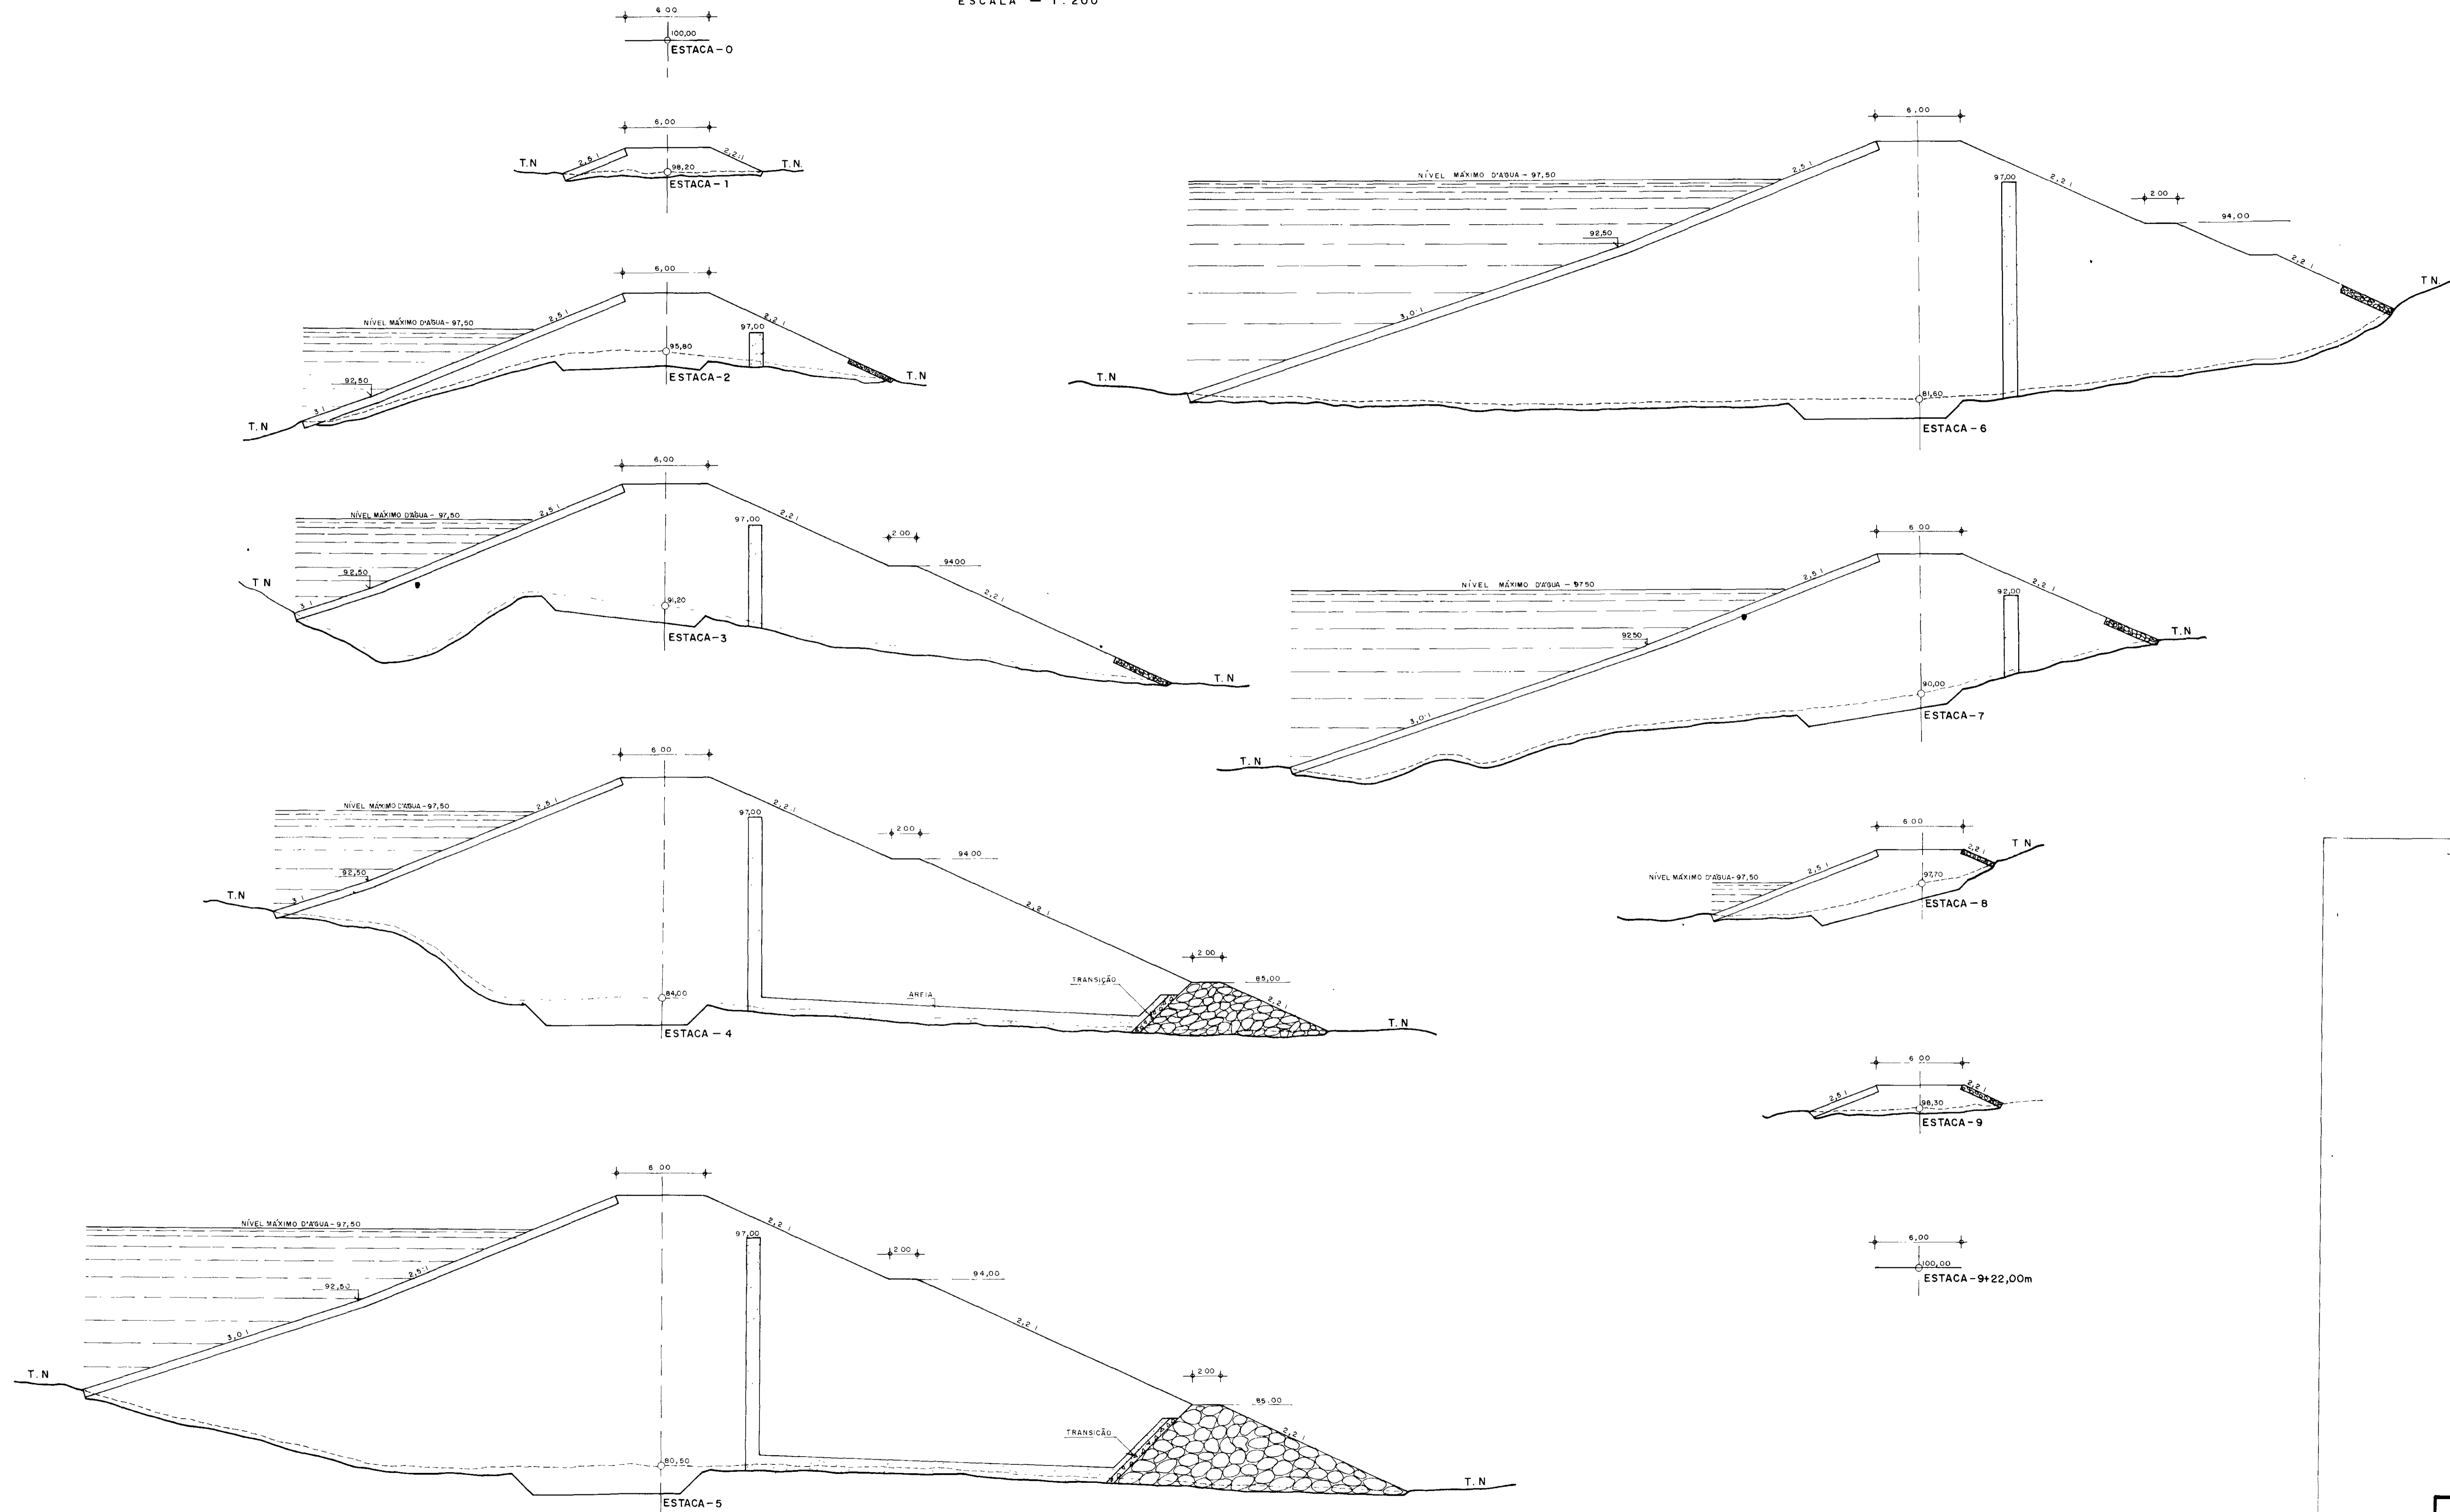 ESCALA — 1:200
6 00
100,00
ESTACA-0
6,00
2,5:1
2,2:1
T.N
T.N.
98,20
ESTACA-1
6,00
NÍVEL MÁXIMO D'AGUA-97,50
2,5:1
2,2:1
97,00
95,80
ESTACA-2
92,50
3:1
T.N
T.N
6,00
NÍVEL MÁXIMO D'AGUA - 97,50
2,5:1
2,2:1
97,00
2 00
94 00
92,50
T N
3:1
91,20
ESTACA-3
2,2:1
T. N
6 00
NÍVEL MÁXIMO D'AGUA-97,50
2,5:1
2,2:1
97,00
2 00
94 00
92,50
T.N
3:1
2,2:1
84,00
ESTACA - 4
AREIA
TRANSIÇÃO
2 00
85,00
2,2:1
T. N
6 00
NÍVEL MÁXIMO D'AGUA-97,50
2,2:1
97,00
2 00
94,00
2,5:1
92,50
3,0:1
2,2:1
T. N
2 00
85,00
TRANSIÇÃO
2,2:1
80,50
ESTACA-5
T. N
6,00
NÍVEL MÁXIMO D'AGUA - 97,50
2,5:1
2,2:1
97,00
2 00
94,00
92,50
2,2:1
T N.
3,0:1
T. N
81,60
ESTACA-6
6 00
NÍVEL MÁXIMO D'AGUA - 97 50
2,5:1
2,2:1
92,00
92 50
T. N
90,00
ESTACA-7
3,0:1
T. N
6 00
2,2:1
T N
NÍVEL MÁXIMO D'AGUA-97,50
2,5:1
97,70
ESTACA-8
6 00
2,5:1
2,2:1
98,30
ESTACA-9
6,00
100,00
ESTACA-9+22,00m